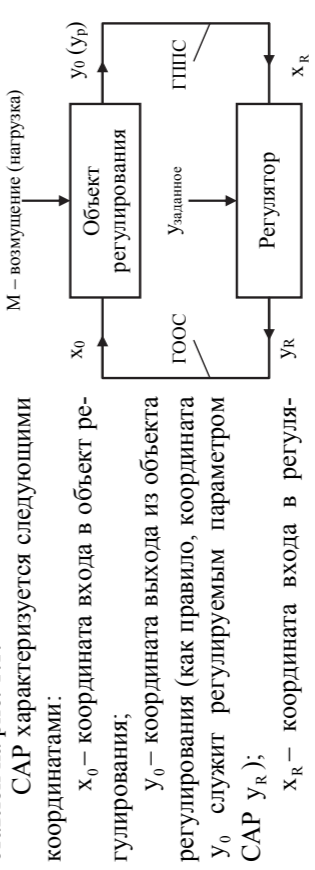 САР характеризуется следующими
координатами:
x₀ – координата входа в объект ре-
гулирования;
y₀ – координата выхода из объекта
регулирования (как правило, координата
y₀ служит регулируемым параметром
САР y_R);
x_R – координата входа в регуля-
М – возмущение (нагрузка)
x₀
Объект
регулирования
y₀ (y_р)
ГООС
y_заданное
ГППС
y_R
Регулятор
x_R